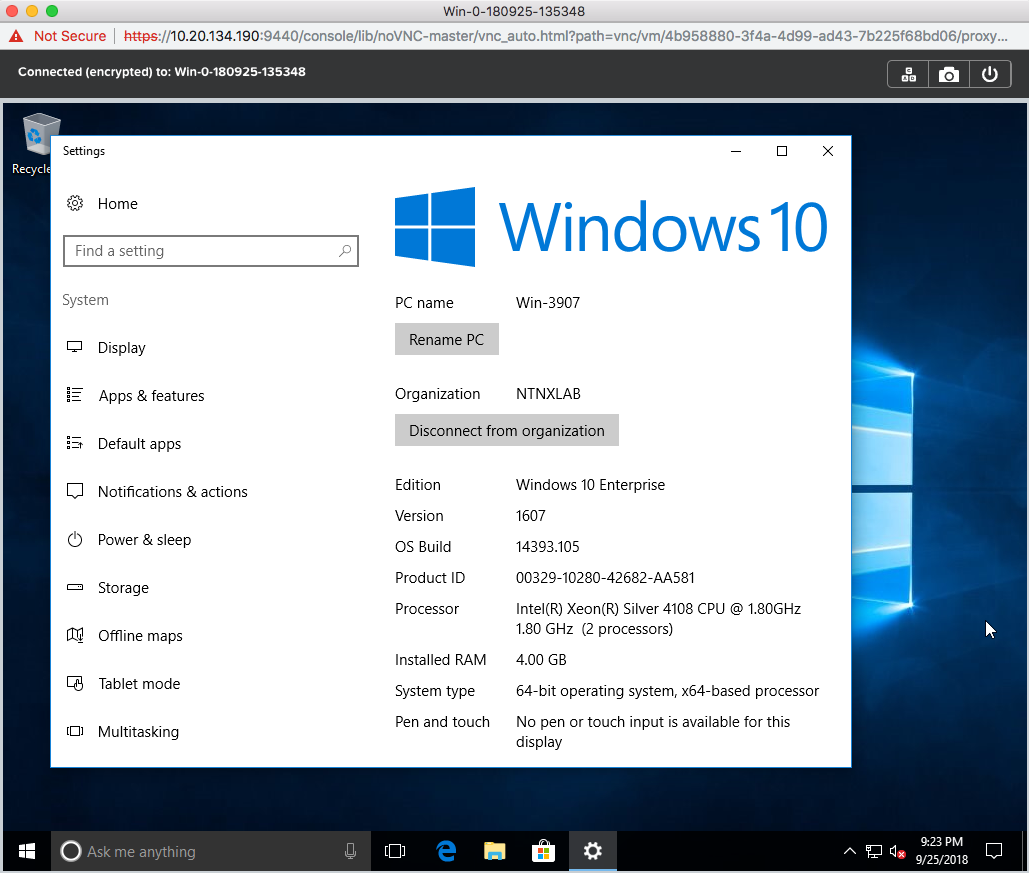 Win-0-180925-135348
Not Secure | https://10.20.134.190:9440/console/lib/noVNC-master/vnc_auto.html?path=vnc/vm/4b958880-3f4a-4d99-ad43-7b225f68bd06/proxy...
Connected (encrypted) to: Win-0-180925-135348
Recycle
Settings
Home
Find a setting
System
Display
Apps & features
Default apps
Notifications & actions
Power & sleep
Storage
Offline maps
Tablet mode
Multitasking
Windows 10
PC name Win-3907
Rename PC
Organization NTNXLAB
Disconnect from organization
Edition Windows 10 Enterprise
Version 1607
OS Build 14393.105
Product ID 00329-10280-42682-AA581
Processor Intel(R) Xeon(R) Silver 4108 CPU @ 1.80GHz
1.80 GHz (2 processors)
Installed RAM 4.00 GB
System type 64-bit operating system, x64-based processor
Pen and touch No pen or touch input is available for this
display
Ask me anything
9:23 PM
9/25/2018